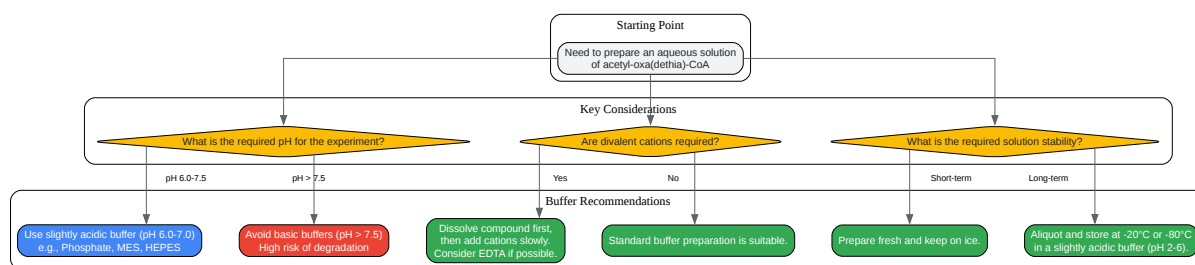 Starting Point
Need to prepare an aqueous solution
of acetyl-oxa(dethia)-CoA
Key Considerations
What is the required pH for the experiment?
Are divalent cations required?
What is the required solution stability?
pH 6.0-7.5
pH > 7.5
Yes
No
Short-term
Long-term
Buffer Recommendations
Use slightly acidic buffer (pH 6.0-7.0)
e.g., Phosphate, MES, HEPES
Avoid basic buffers (pH > 7.5)
High risk of degradation
Dissolve compound first,
then add cations slowly.
Consider EDTA if possible.
Standard buffer preparation is suitable.
Prepare fresh and keep on ice.
Aliquot and store at -20°C or -80°C
in a slightly acidic buffer (pH 2-6).